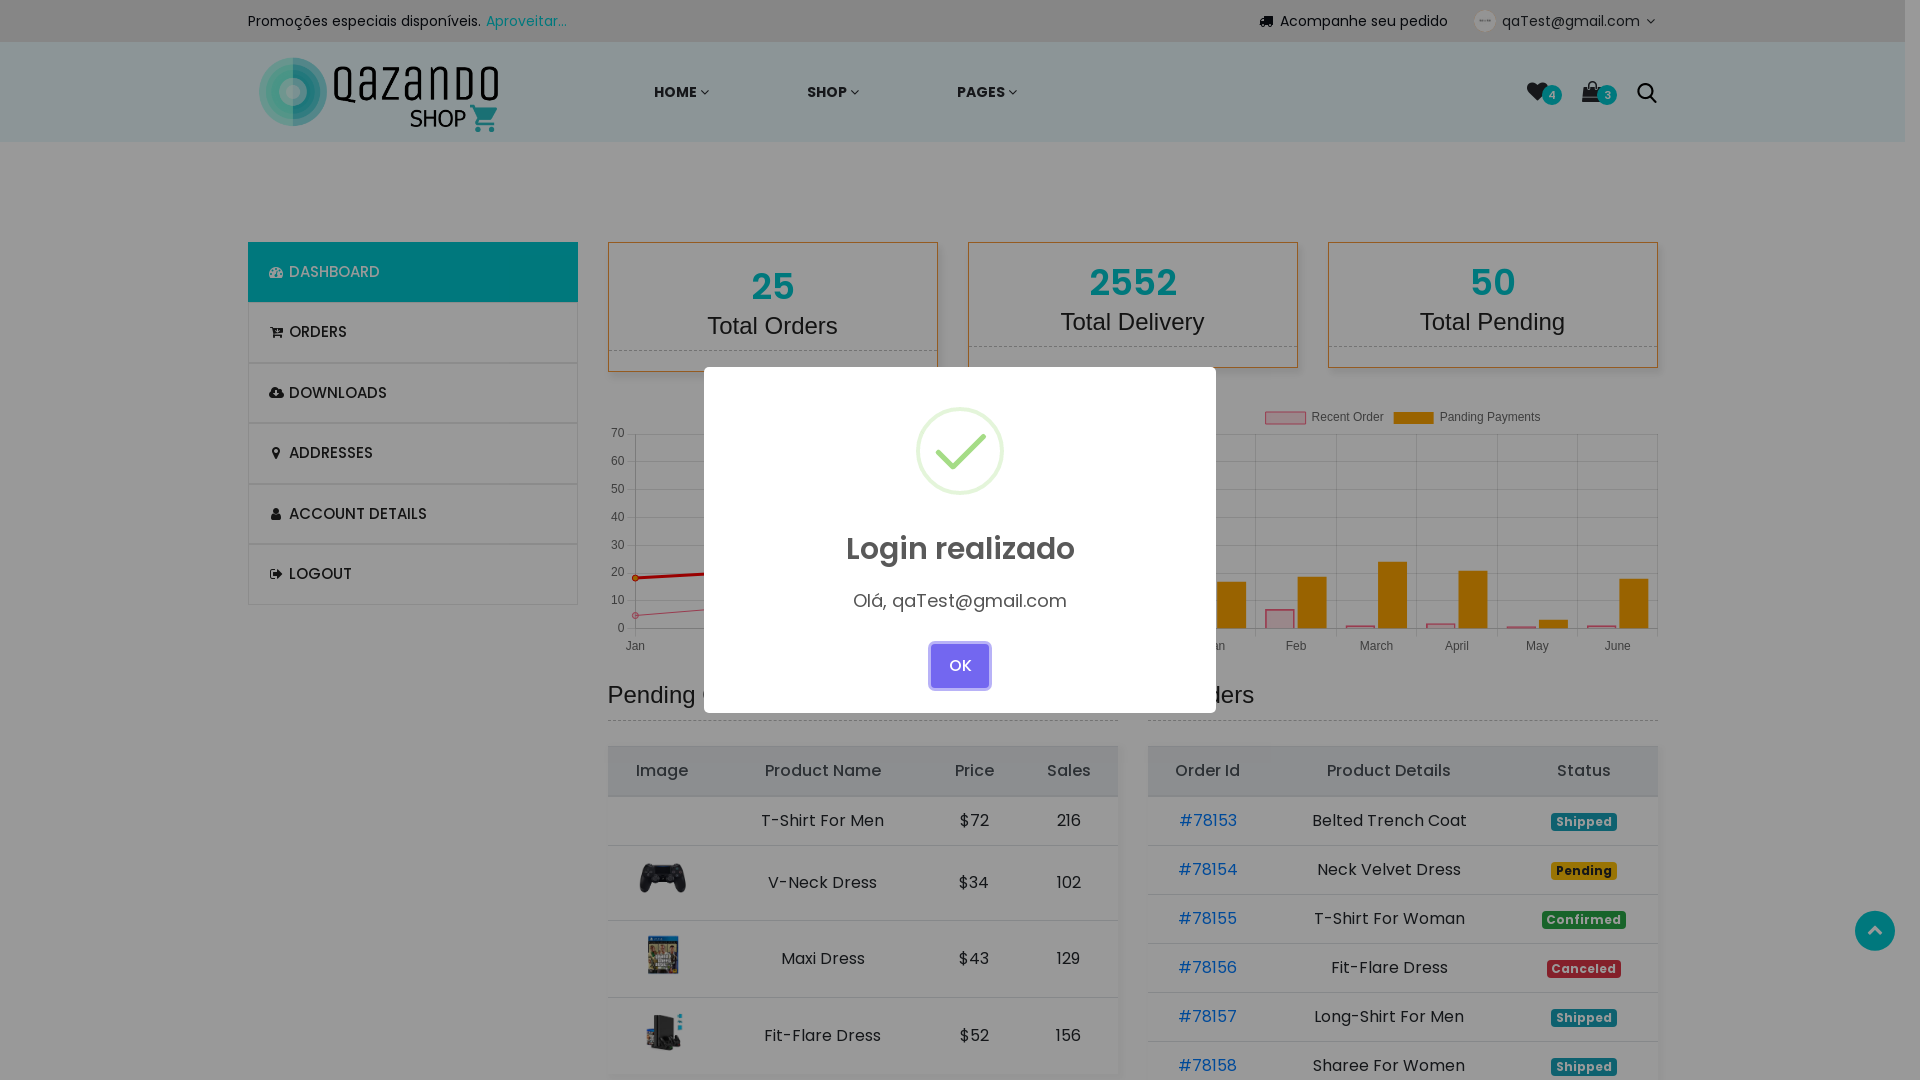 Promoções especiais disponíveis. Aproveitar...
Acompanhe seu pedido
qaTest@gmail.com
QAZANDO
SHOP
HOME
SHOP
PAGES
4
3
DASHBOARD
ORDERS
DOWNLOADS
ADDRESSES
ACCOUNT DETAILS
LOGOUT
25
Total Orders
2552
Total Delivery
50
Total Pending
Recent Order
Panding Payments
70
60
50
40
30
20
10
0
Jan
Feb
March
April
May
June
Login realizado
Olá, qaTest@gmail.com
OK
Pending
Image Product Name Price Sales
T-Shirt For Men $72 216
V-Neck Dress $34 102
Maxi Dress $43 129
Fit-Flare Dress $52 156
Order Id Product Details Status
#78153 Belted Trench Coat Shipped
#78154 Neck Velvet Dress Pending
#78155 T-Shirt For Woman Confirmed
#78156 Fit-Flare Dress Canceled
#78157 Long-Shirt For Men Shipped
#78158 Sharee For Women Shipped